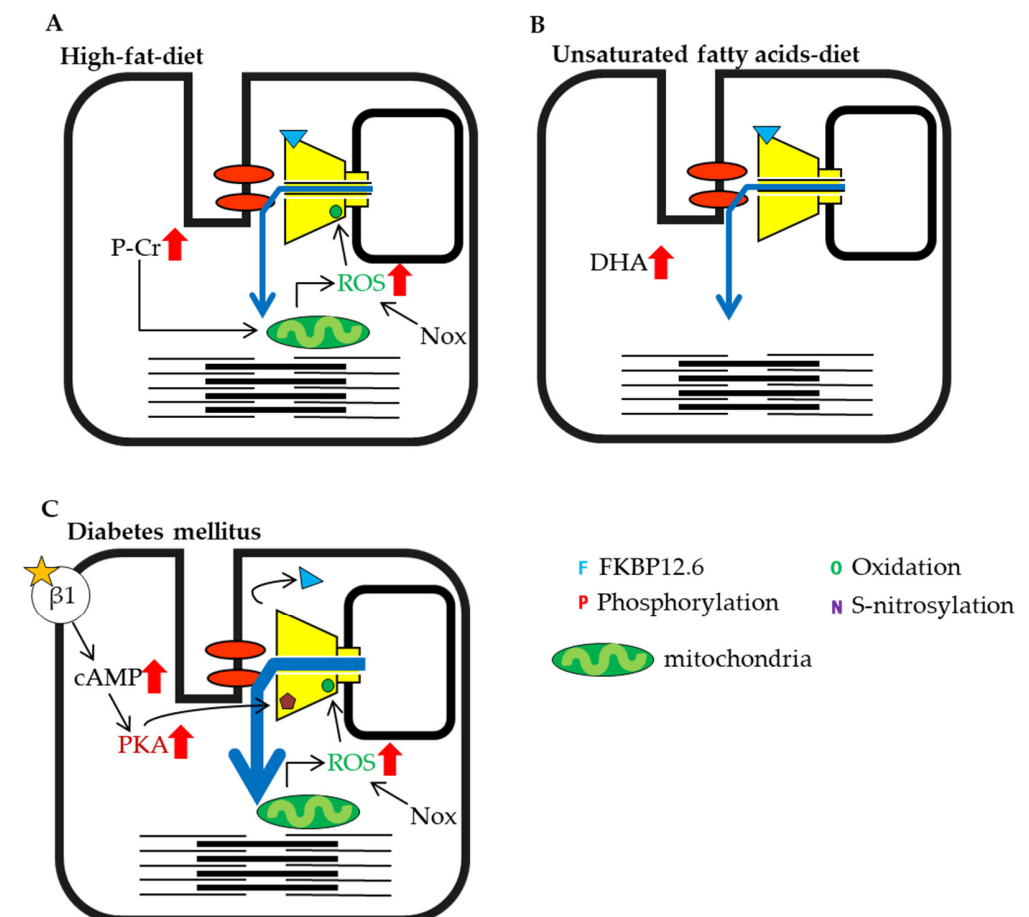 A
High-fat-diet
P-Cr
ROS
Nox
B
Unsaturated fatty acids-diet
DHA
C
Diabetes mellitus
β1
cAMP
PKA
ROS
Nox
F FKBP12.6
P Phosphorylation
O Oxidation
N S-nitrosylation
mitochondria